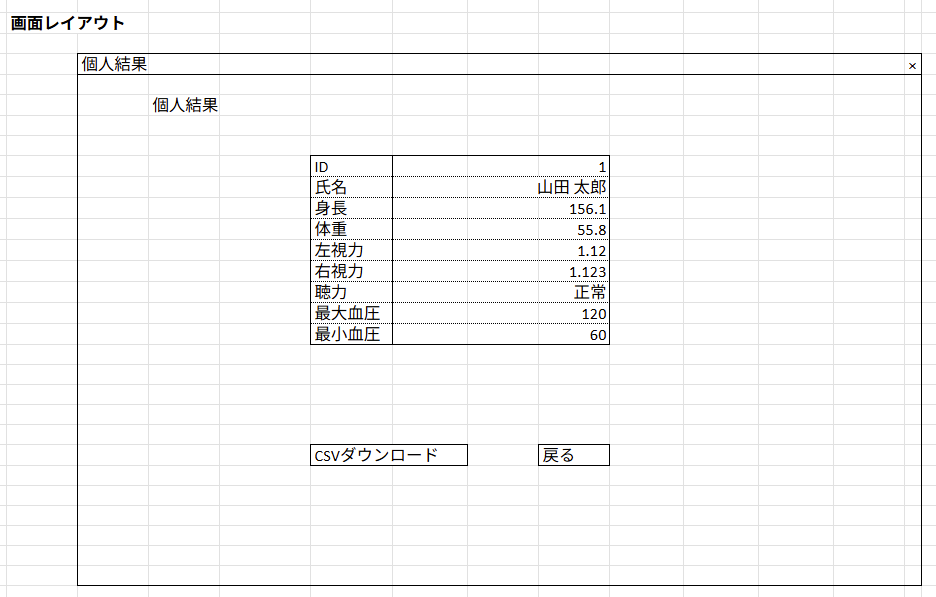 画面レイアウト
個人結果 ×
個人結果
ID 1
氏名 山田 太郎
身長 156.1
体重 55.8
左視力 1.12
右視力 1.123
聴力 正常
最大血圧 120
最小血圧 60
CSVダウンロード 戻る